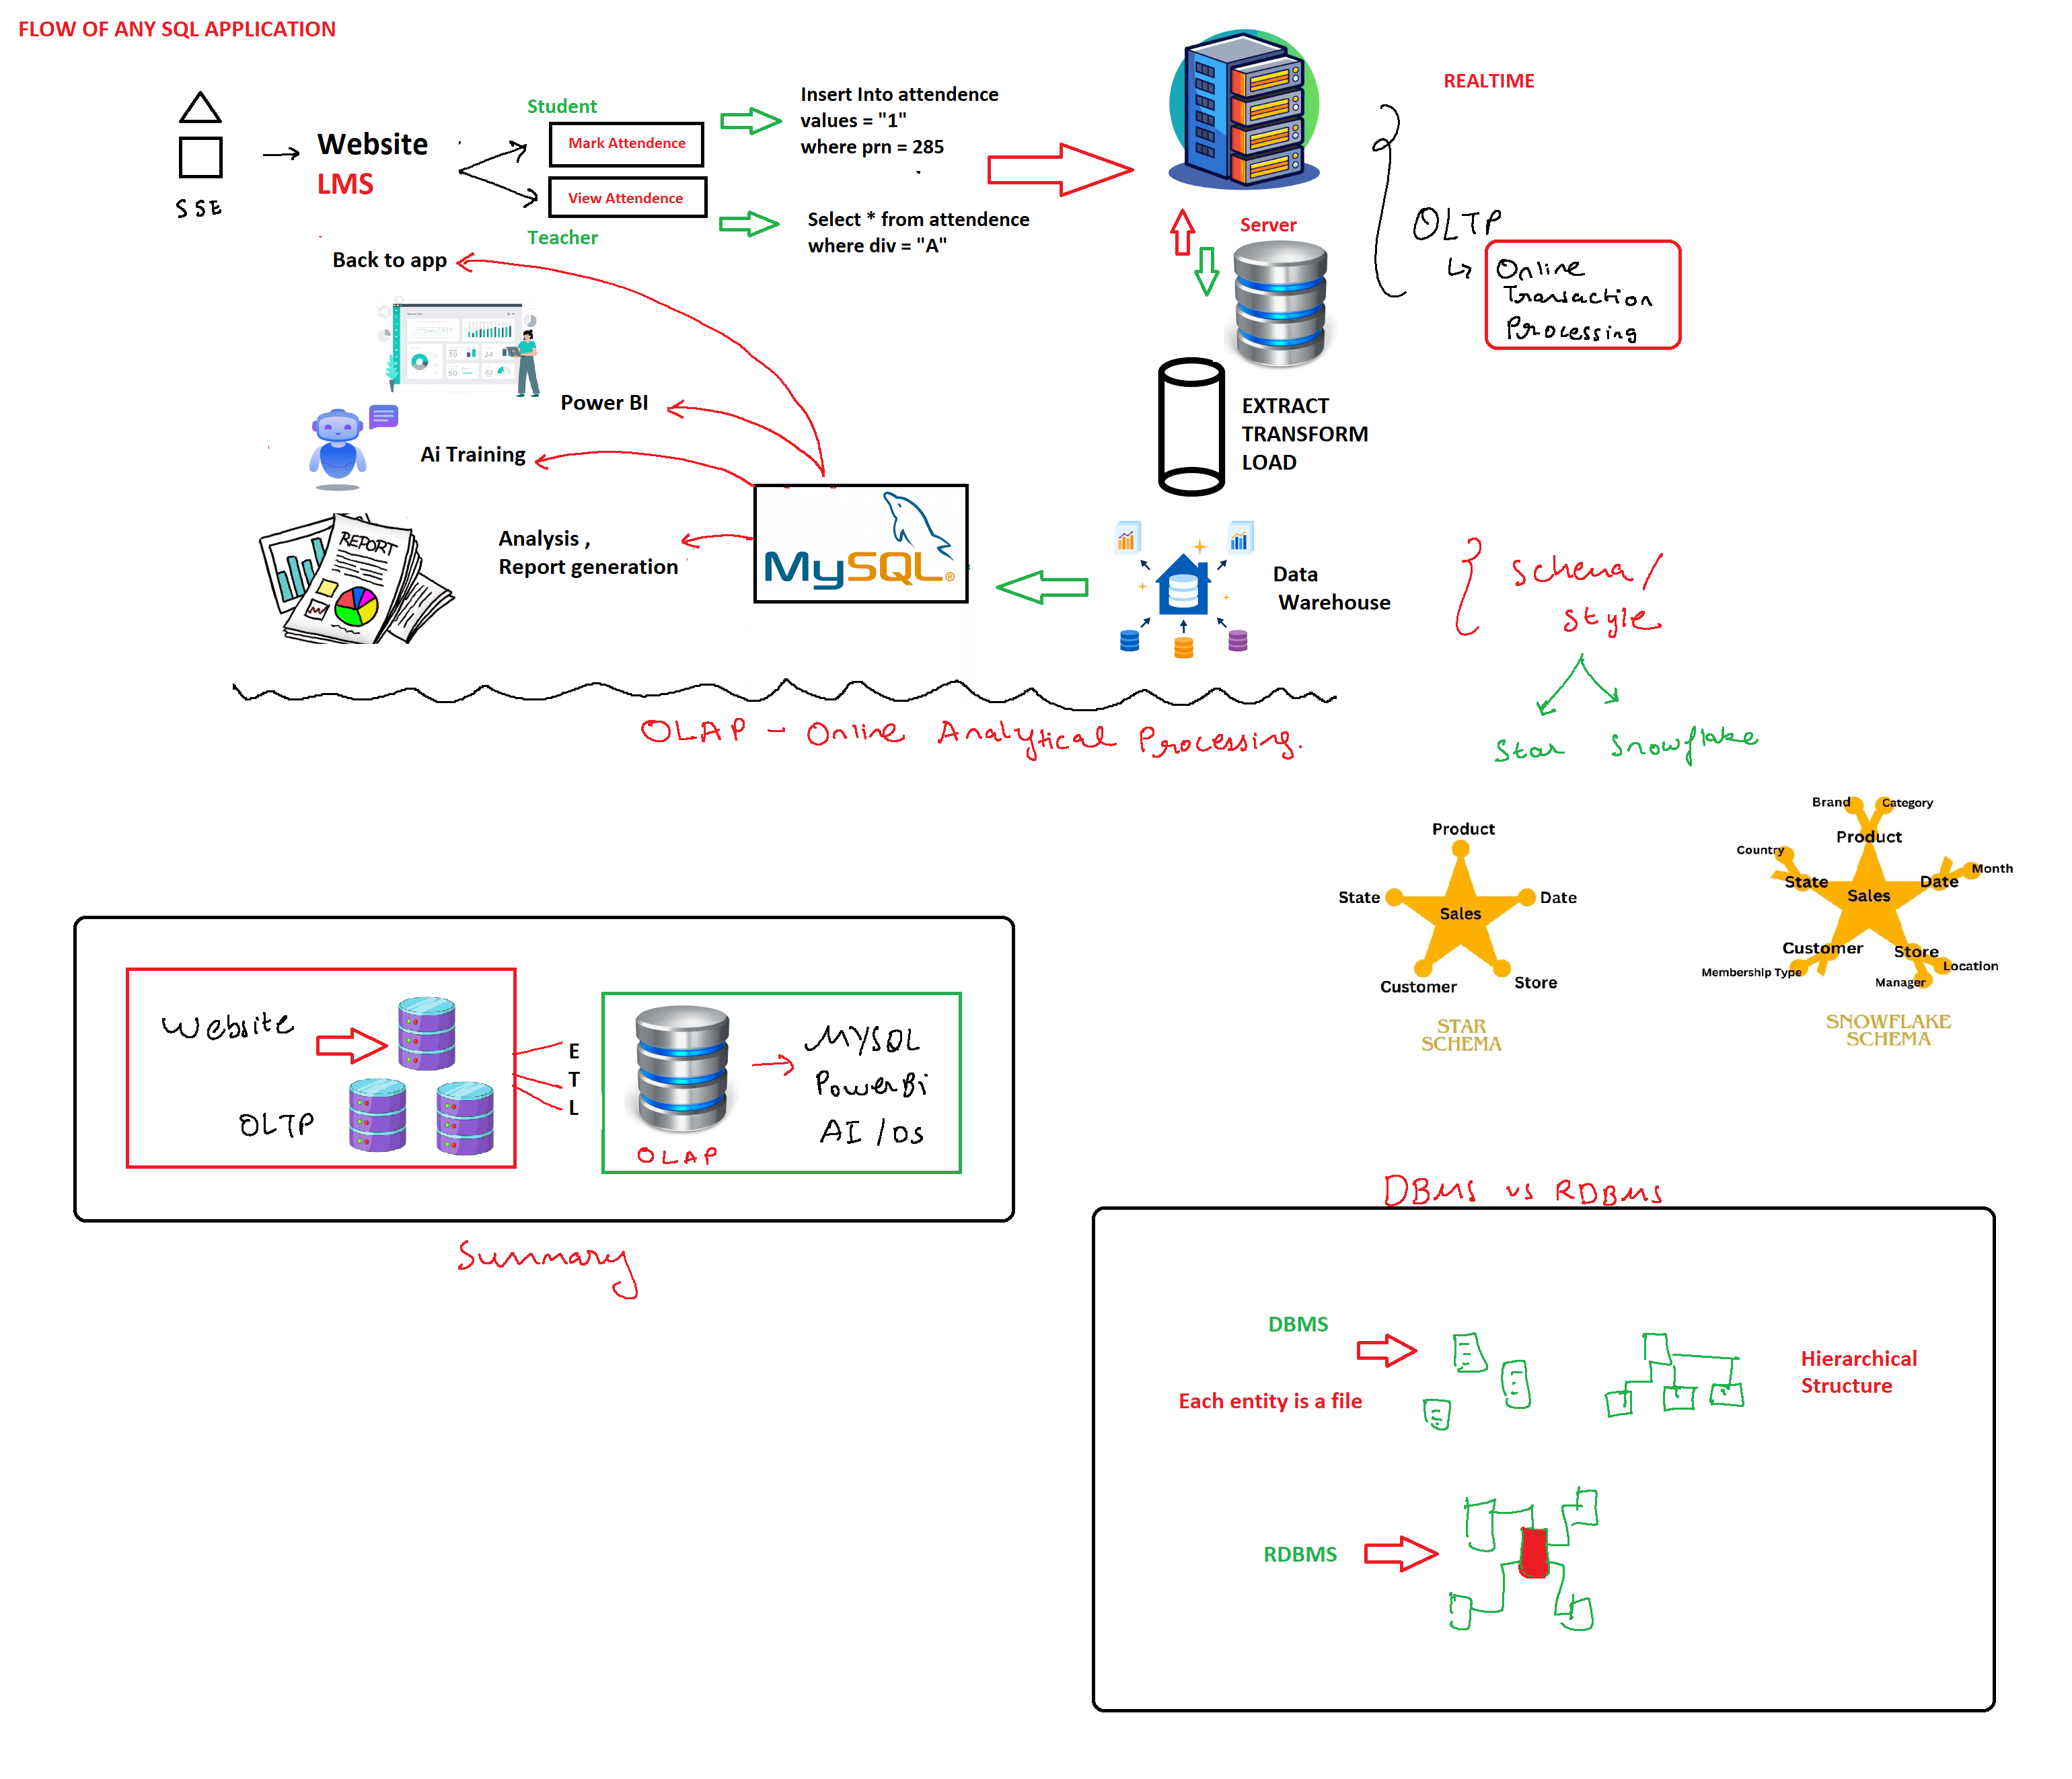 FLOW OF ANY SQL APPLICATION
SSE
Website
LMS
Student
Mark Attendence
View Attendence
Teacher
Insert Into attendence
values = "1"
where prn = 285
Select * from attendence
where div = "A"
Server
REALTIME
OLTP
Online
Transaction
Processing
EXTRACT
TRANSFORM
LOAD
Back to app
Power BI
Ai Training
Analysis ,
Report generation
REPORT
MySQL®
Data
Warehouse
Schema/
Style
Star Snowflake
OLAP - Online Analytical Processing.
Product
State
Sales
Date
Customer
Store
STAR
SCHEMA
Brand
Category
Product
Country
Month
State
Sales
Date
Customer
Store
Membership Type
Location
Manager
SNOWFLAKE
SCHEMA
Website
OLTP
E
T
L
OLAP
MYSQL
PowerBi
AI/DS
Summary
DBMS vs RDBMS
DBMS
Each entity is a file
Hierarchical
Structure
RDBMS